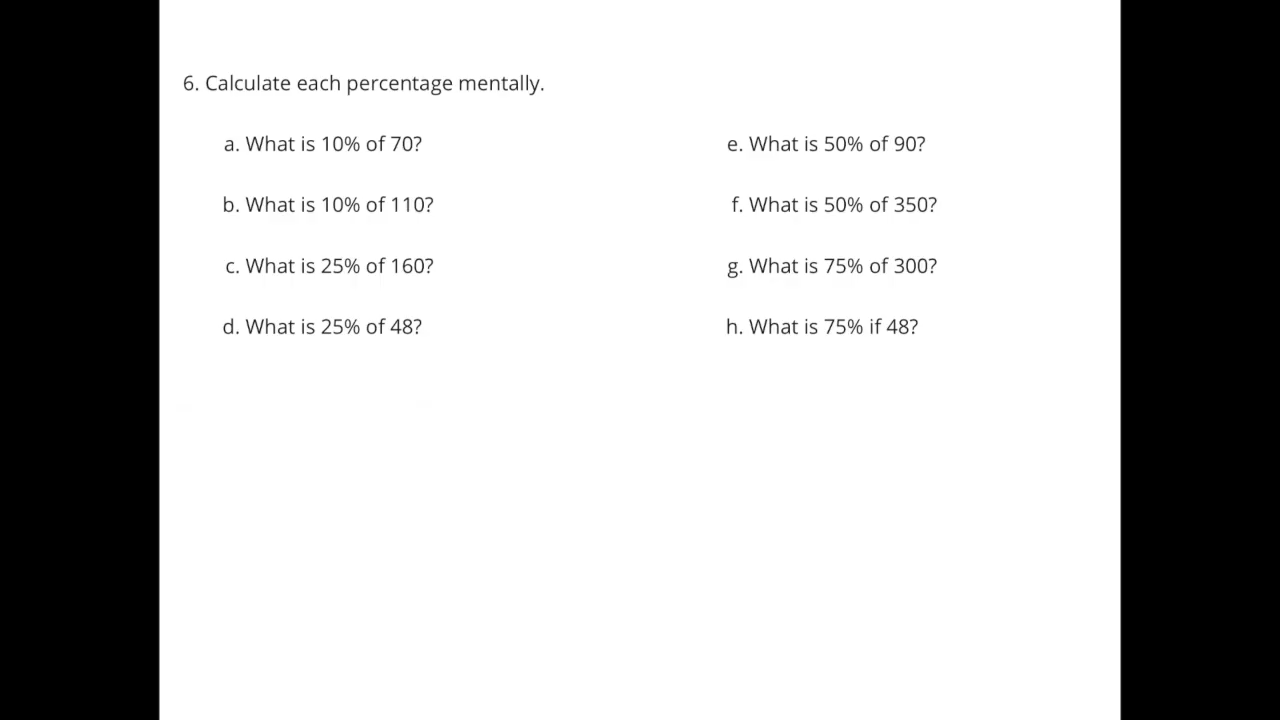 6. Calculate each percentage mentally.
a. What is 10% of 70?
b. What is 10% of 110?
c. What is 25% of 160?
d. What is 25% of 48?
e. What is 50% of 90?
f. What is 50% of 350?
g. What is 75% of 300?
h. What is 75% if 48?